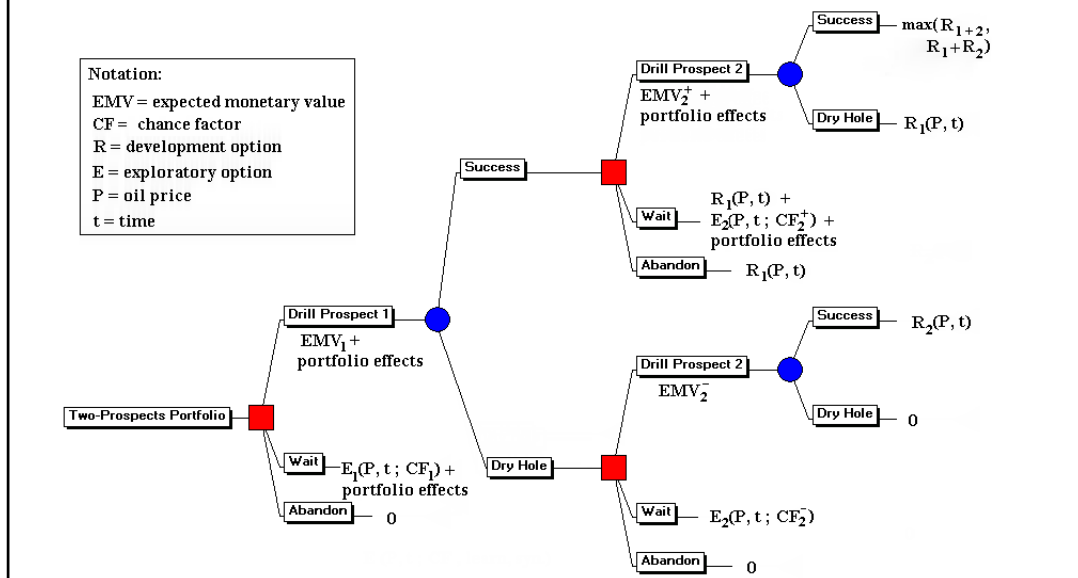 Notation:
EMV = expected monetary value
CF = chance factor
R = development option
E = exploratory option
P = oil price
t = time
Two-Prospects Portfolio
Drill Prospect 1
EMV₁ +
portfolio effects
Wait
E₁(P, t ; CF₁) +
portfolio effects
Abandon
0
Success
Drill Prospect 2
EMV₂⁺ +
portfolio effects
Success
max(R₁₊₂,
R₁+R₂)
Dry Hole
R₁(P, t)
Wait
R₁(P, t) +
E₂(P, t ; CF₂⁺) +
portfolio effects
Abandon
R₁(P, t)
Dry Hole
Drill Prospect 2
EMV₂⁻
Success
R₂(P, t)
Dry Hole
0
Wait
E₂(P, t ; CF₂⁻)
Abandon
0